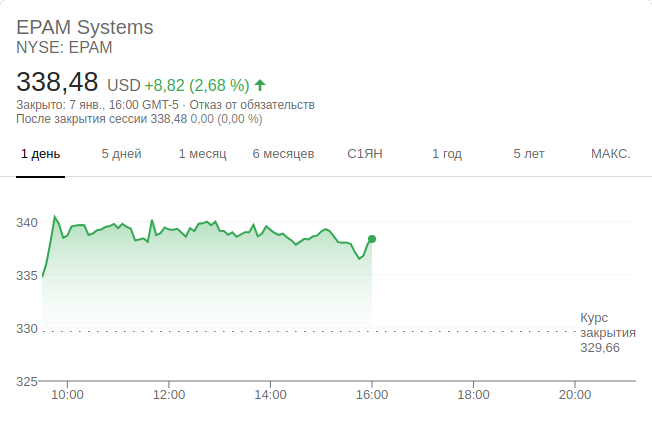 EPAM Systems
NYSE: EPAM
338,48 USD +8,82 (2,68 %)
Закрыто: 7 янв., 16:00 GMT-5 · Отказ от обязательств
После закрытия сессии 338,48 0,00 (0,00 %)
1 день 5 дней 1 месяц 6 месяцев С1ЯН 1 год 5 лет МАКС.
340
335
330
325
Курс
закрытия
329,66
10:00 12:00 14:00 16:00 18:00 20:00